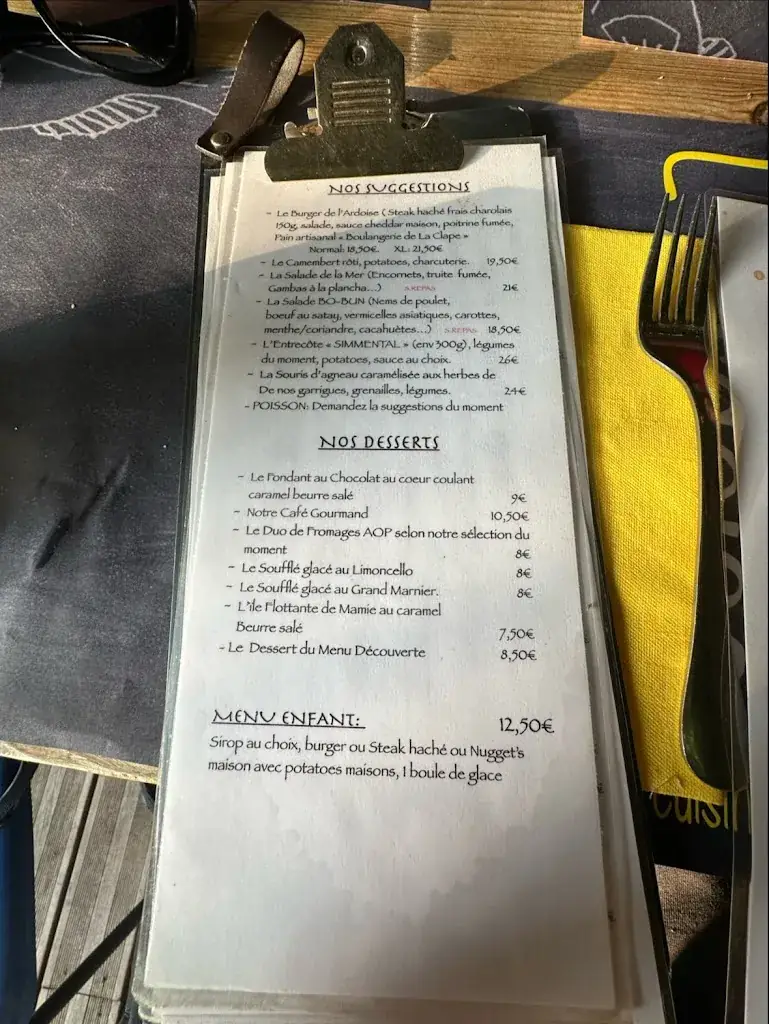 NOS SUGGESTIONS
- Le Burger de l'Ardoise ( Steak haché frais charolais
150g, salade, sauce cheddar maison, poitrine fumée,
Pain artisanal « Boulangerie de La Clape »
Normal: 18,50€. XL: 21,50€
- Le Camembert rôti, potatoes, charcuterie. 19,50€
- La Salade de la Mer (Encornets, truite fumée,
Gambas à la plancha...) S.REPAS 21€
- La Salade BO-BUN (Nems de poulet,
boeuf au satay, vermicelles asiatiques, carottes,
menthe/coriandre, cacahuètes...) S.REPAS 18,50€
- L'Entrecôte « SIMMENTAL » (env 300g), légumes
du moment, potatoes, sauce au choix. 26€
- La Souris d'agneau caramélisée aux herbes de
De nos garrigues, grenailles, légumes. 24€
- POISSON: Demandez la suggestions du moment
NOS DESSERTS
- Le Fondant au Chocolat au coeur coulant
caramel beurre salé 9€
- Notre Café Gourmand 10,50€
- Le Duo de Fromages AOP selon notre sélection du
moment 8€
- Le Soufflé glacé au Limoncello 8€
- Le Soufflé glacé au Grand Marnier. 8€
- L'île Flottante de Mamie au caramel
Beurre salé 7,50€
- Le Dessert du Menu Découverte 8,50€
MENU ENFANT: 12,50€
Sirop au choix, burger ou Steak haché ou Nugget's
maison avec potatoes maisons, 1 boule de glace